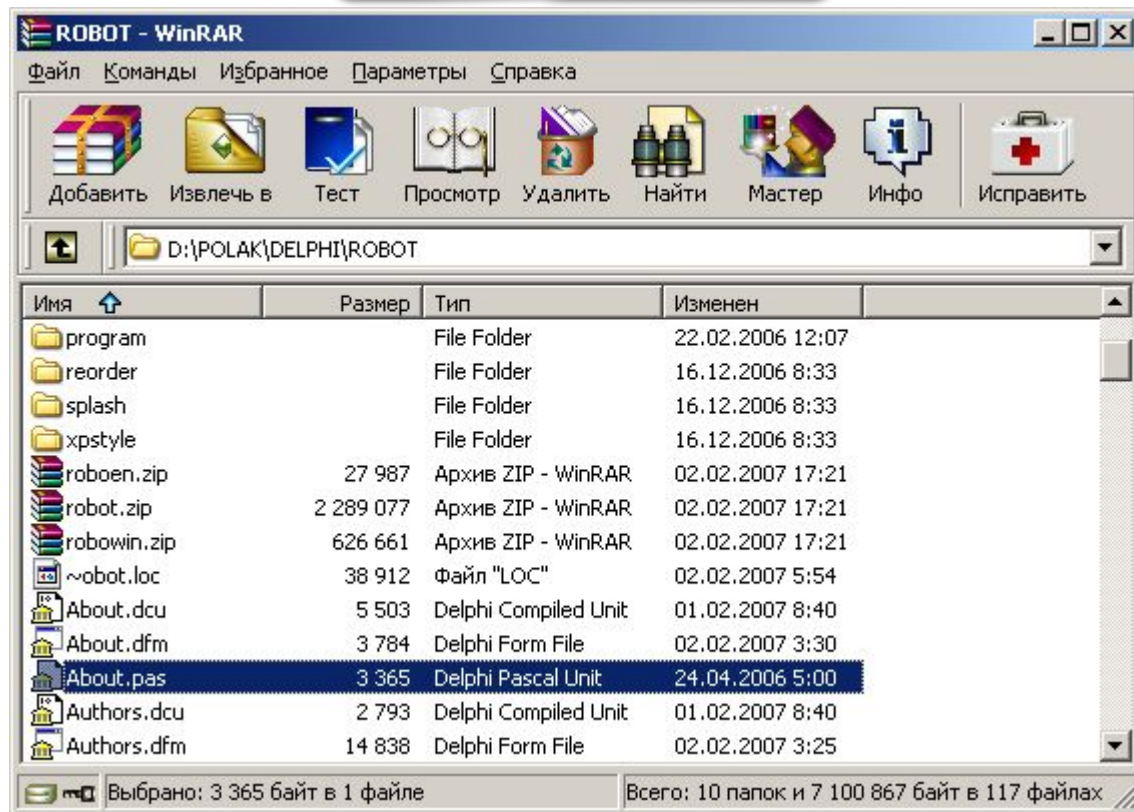 ROBOT - WinRAR
Файл Команды Избранное Параметры Справка
Добавить Извлечь в Тест Просмотр Удалить Найти Мастер Инфо Исправить
D:\POLAK\DELPHI\ROBOT
Имя Размер Тип Изменен
program File Folder 22.02.2006 12:07
reorder File Folder 16.12.2006 8:33
splash File Folder 16.12.2006 8:33
xpstyle File Folder 16.12.2006 8:33
roboen.zip 27 987 Архив ZIP - WinRAR 02.02.2007 17:21
robot.zip 2 289 077 Архив ZIP - WinRAR 02.02.2007 17:21
robowin.zip 626 661 Архив ZIP - WinRAR 02.02.2007 17:21
~obot.loc 38 912 Файл "LOC" 02.02.2007 5:54
About.dcu 5 503 Delphi Compiled Unit 01.02.2007 8:40
About.dfm 3 784 Delphi Form File 02.02.2007 3:30
About.pas 3 365 Delphi Pascal Unit 24.04.2006 5:00
Authors.dcu 2 793 Delphi Compiled Unit 01.02.2007 8:40
Authors.dfm 14 838 Delphi Form File 02.02.2007 3:25
Выбрано: 3 365 байт в 1 файле Всего: 10 папок и 7 100 867 байт в 117 файлах